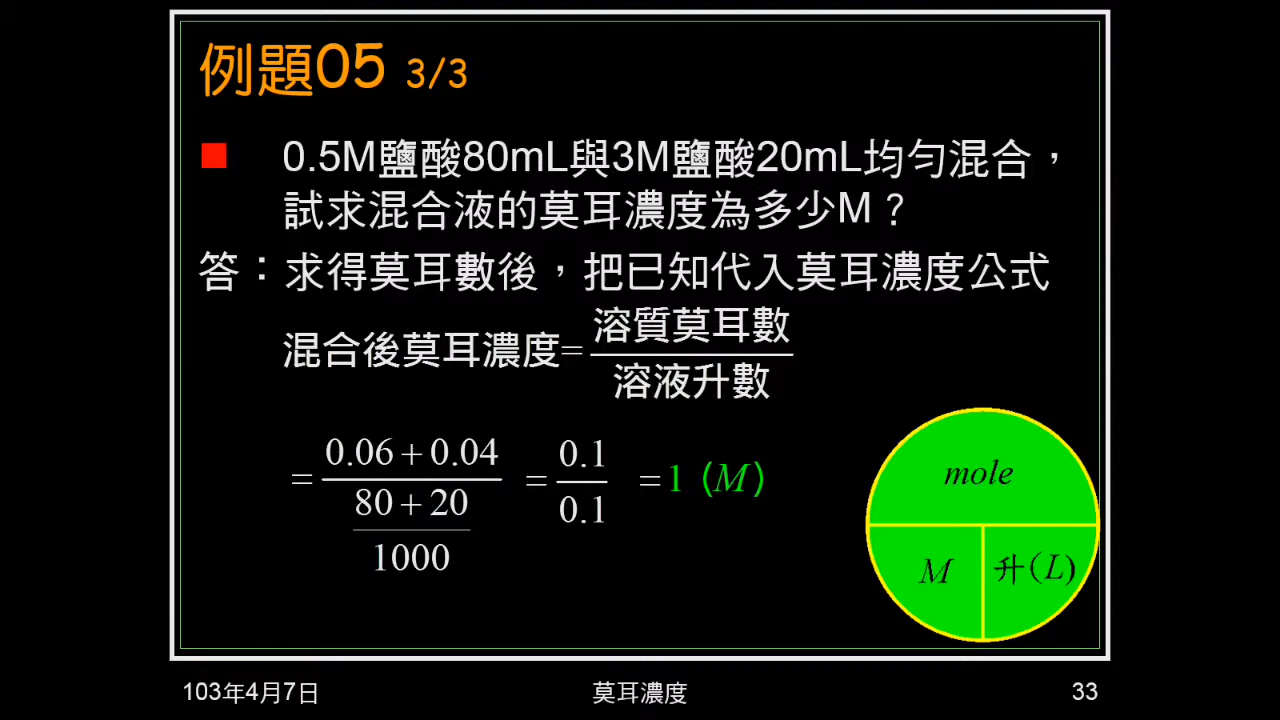 例題05 3/3
■ 0.5M鹽酸80mL與3M鹽酸20mL均勻混合，
試求混合液的莫耳濃度為多少M？
答：求得莫耳數後，把已知代入莫耳濃度公式
混合後莫耳濃度=溶質莫耳數/溶液升數
=(0.06+0.04)/((80+20)/1000) =0.1/0.1 =1 (M)
mole
M 升(L)
103年4月7日 莫耳濃度 33